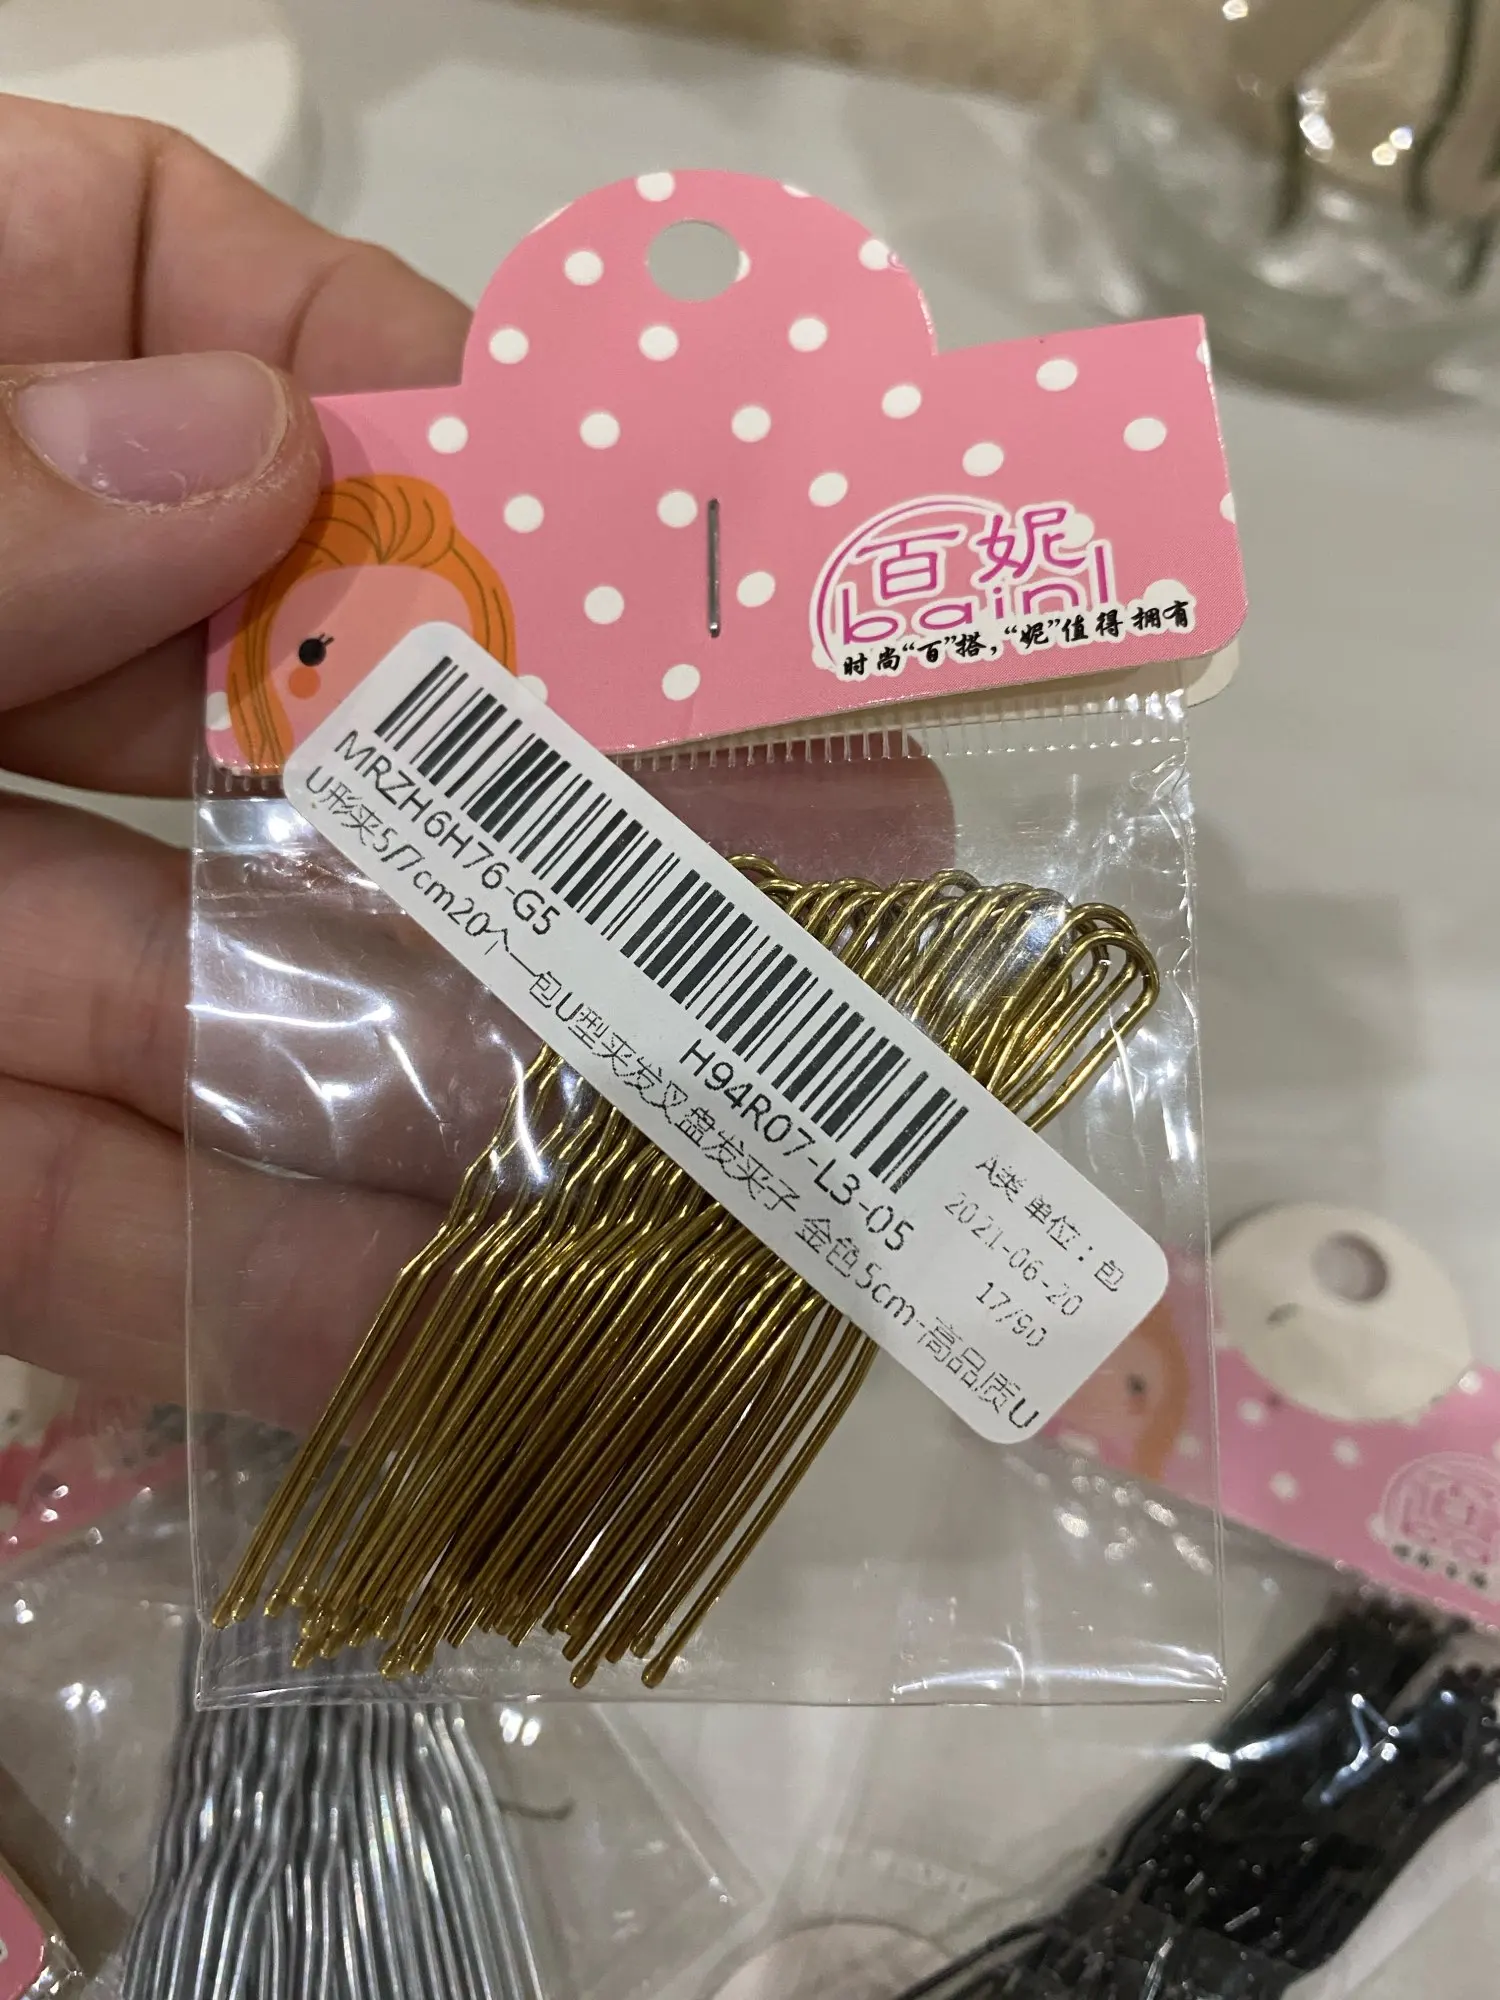 百妮
baini
时尚“百”搭，“妮”值得拥有
MRZH6H76-G5
H94R07-L3-05
U形夹5/7cm20个一包U型夹发叉盘发夹子 金色5cm-高品质U
A类 单位：包
2021-06-20
17/90